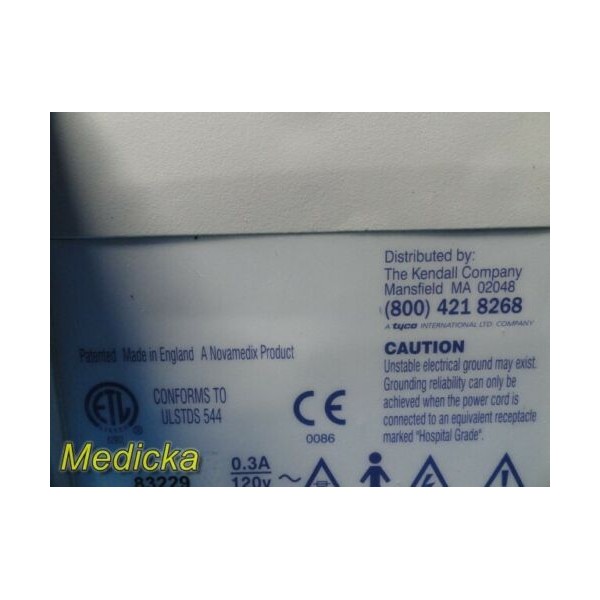 Distributed by:
The Kendall Company
Mansfield MA 02048
(800) 421 8268
A tyco INTERNATIONAL LTD. COMPANY
Patented Made in England A Novamedix Product
CAUTION
Unstable electrical ground may exist.
Grounding reliability can only be
achieved when the power cord is
connected to an equivalent receptacle
marked "Hospital Grade".
ETL
CONFORMS TO
ULSTDS 544
CE
0086
Medicka
83229
0.3A
120v